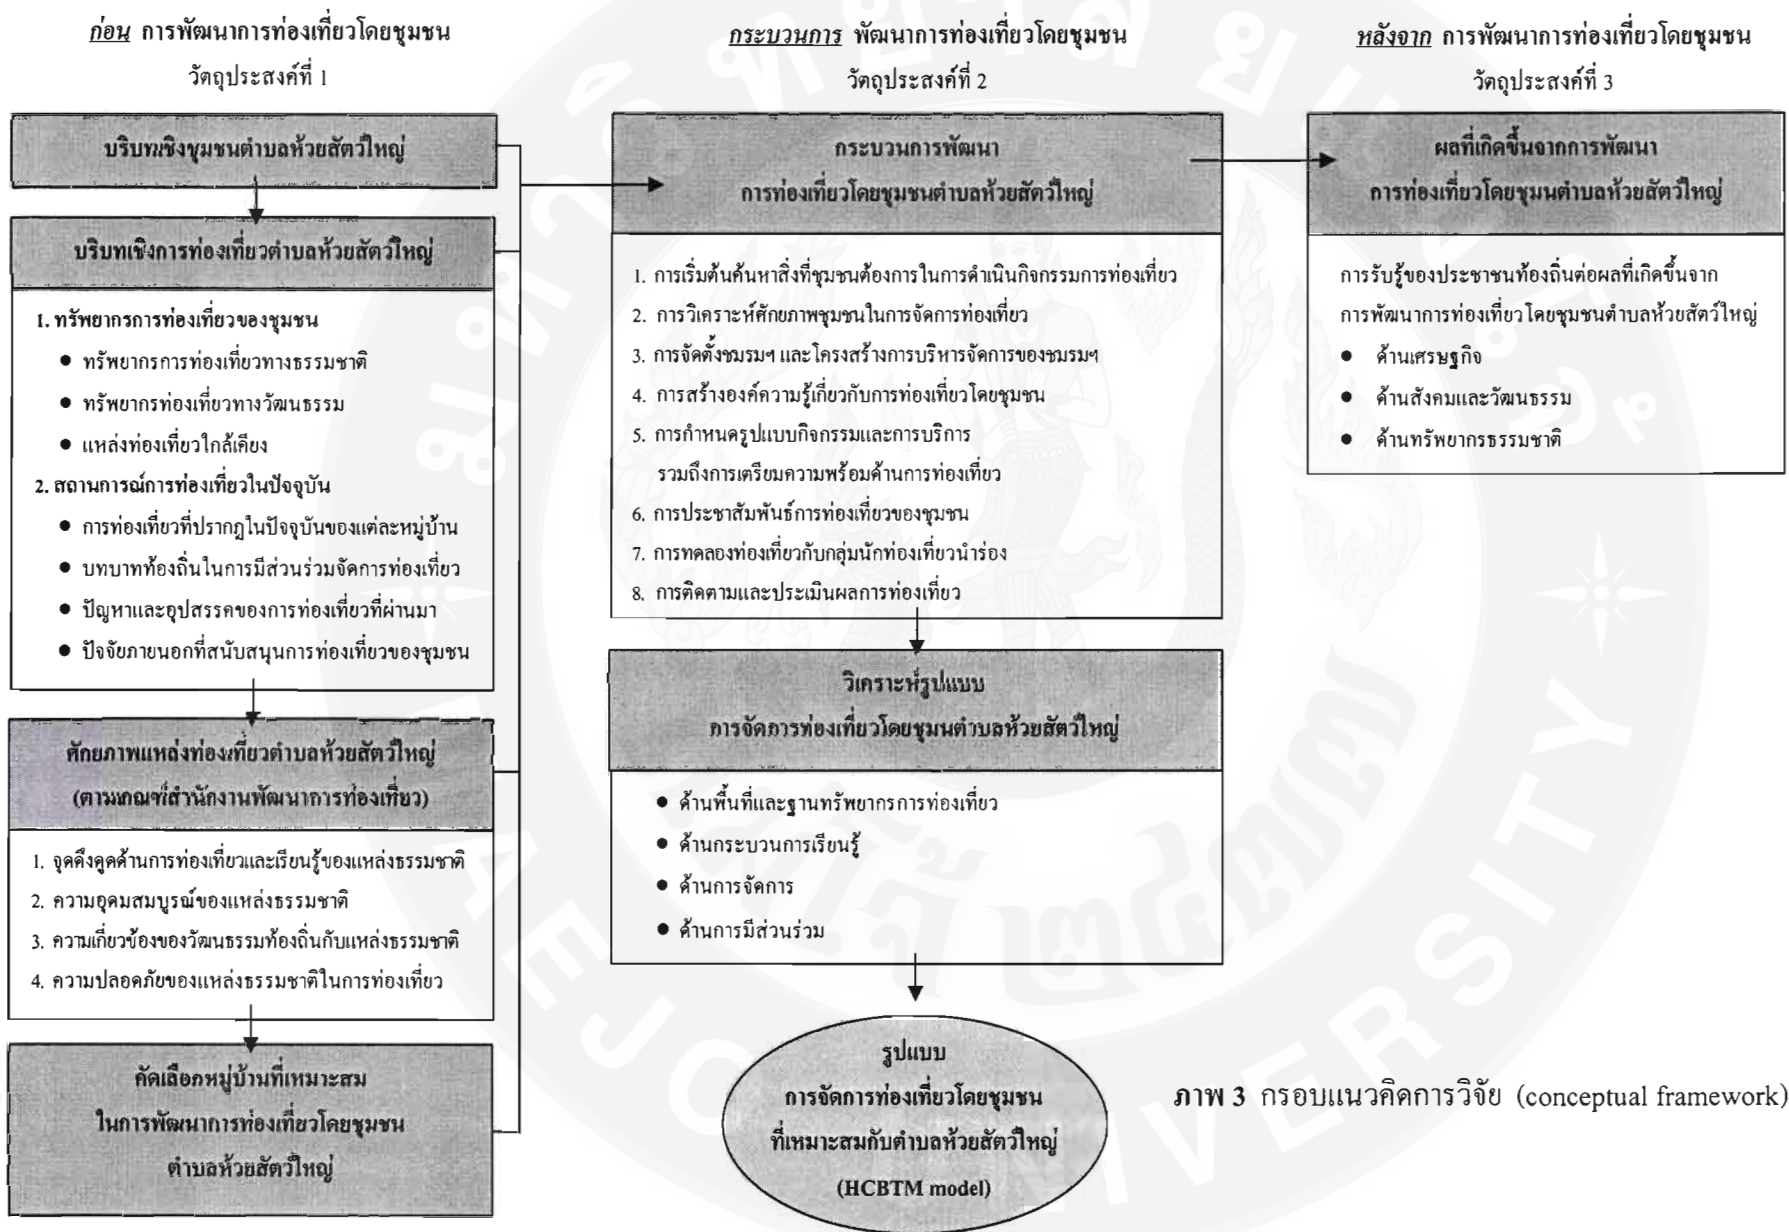 ก่อน การพัฒนาการท่องเที่ยวโดยชุมชน
วัตถุประสงค์ที่ 1
บริบทเชิงชุมชนตำบลห้วยสัตว์ใหญ่
บริบทเชิงการท่องเที่ยวตำบลห้วยสัตว์ใหญ่
1. ทรัพยากรการท่องเที่ยวของชุมชน
● ทรัพยากรการท่องเที่ยวทางธรรมชาติ
● ทรัพยากรท่องเที่ยวทางวัฒนธรรม
● แหล่งท่องเที่ยวใกล้เคียง
2. สถานการณ์การท่องเที่ยวในปัจจุบัน
● การท่องเที่ยวที่ปรากฏในปัจจุบันของแต่ละหมู่บ้าน
● บทบาทท้องถิ่นในการมีส่วนร่วมจัดการท่องเที่ยว
● ปัญหาและอุปสรรคของการท่องเที่ยวที่ผ่านมา
● ปัจจัยภายนอกที่สนับสนุนการท่องเที่ยวของชุมชน
ศักยภาพแหล่งท่องเที่ยวตำบลห้วยสัตว์ใหญ่
(ตามเกณฑ์สำนักงานพัฒนาการท่องเที่ยว)
1. จุดดึงดูดด้านการท่องเที่ยวและเรียนรู้ของแหล่งธรรมชาติ
2. ความอุดมสมบูรณ์ของแหล่งธรรมชาติ
3. ความเกี่ยวข้องของวัฒนธรรมท้องถิ่นกับแหล่งธรรมชาติ
4. ความปลอดภัยของแหล่งธรรมชาติในการท่องเที่ยว
คัดเลือกหมู่บ้านที่เหมาะสม
ในการพัฒนาการท่องเที่ยวโดยชุมชน
ตำบลห้วยสัตว์ใหญ่
กระบวนการ พัฒนาการท่องเที่ยวโดยชุมชน
วัตถุประสงค์ที่ 2
กระบวนการพัฒนา
การท่องเที่ยวโดยชุมชนตำบลห้วยสัตว์ใหญ่
1. การเริ่มต้นค้นหาสิ่งที่ชุมชนต้องการในการดำเนินกิจกรรมการท่องเที่ยว
2. การวิเคราะห์ศักยภาพชุมชนในการจัดการท่องเที่ยว
3. การจัดตั้งชมรมฯ และโครงสร้างการบริหารจัดการของชมรมฯ
4. การสร้างองค์ความรู้เกี่ยวกับการท่องเที่ยวโดยชุมชน
5. การกำหนดรูปแบบกิจกรรมและการบริการ
รวมถึงการเตรียมความพร้อมด้านการท่องเที่ยว
6. การประชาสัมพันธ์การท่องเที่ยวของชุมชน
7. การทดลองท่องเที่ยวกับกลุ่มนักท่องเที่ยวนำร่อง
8. การติดตามและประเมินผลการท่องเที่ยว
วิเคราะห์รูปแบบ
การจัดการท่องเที่ยวโดยชุมนตำบลห้วยสัตว์ใหญ่
● ด้านพื้นที่และฐานทรัพยากรการท่องเที่ยว
● ด้านกระบวนการเรียนรู้
● ด้านการจัดการ
● ด้านการมีส่วนร่วม
รูปแบบ
การจัดการท่องเที่ยวโดยชุมชน
ที่เหมาะสมกับตำบลห้วยสัตว์ใหญ่
(HCBTM model)
หลังจาก การพัฒนาการท่องเที่ยวโดยชุมชน
วัตถุประสงค์ที่ 3
ผลที่เกิดขึ้นจากการพัฒนา
การท่องเที่ยวโดยชุมนตำบลห้วยสัตว์ใหญ่
การรับรู้ของประชาชนท้องถิ่นต่อผลที่เกิดขึ้นจาก
การพัฒนาการท่องเที่ยวโดยชุมชนตำบลห้วยสัตว์ใหญ่
● ด้านเศรษฐกิจ
● ด้านสังคมและวัฒนธรรม
● ด้านทรัพยากรธรรมชาติ
ภาพ 3 กรอบแนวคิดการวิจัย (conceptual framework)